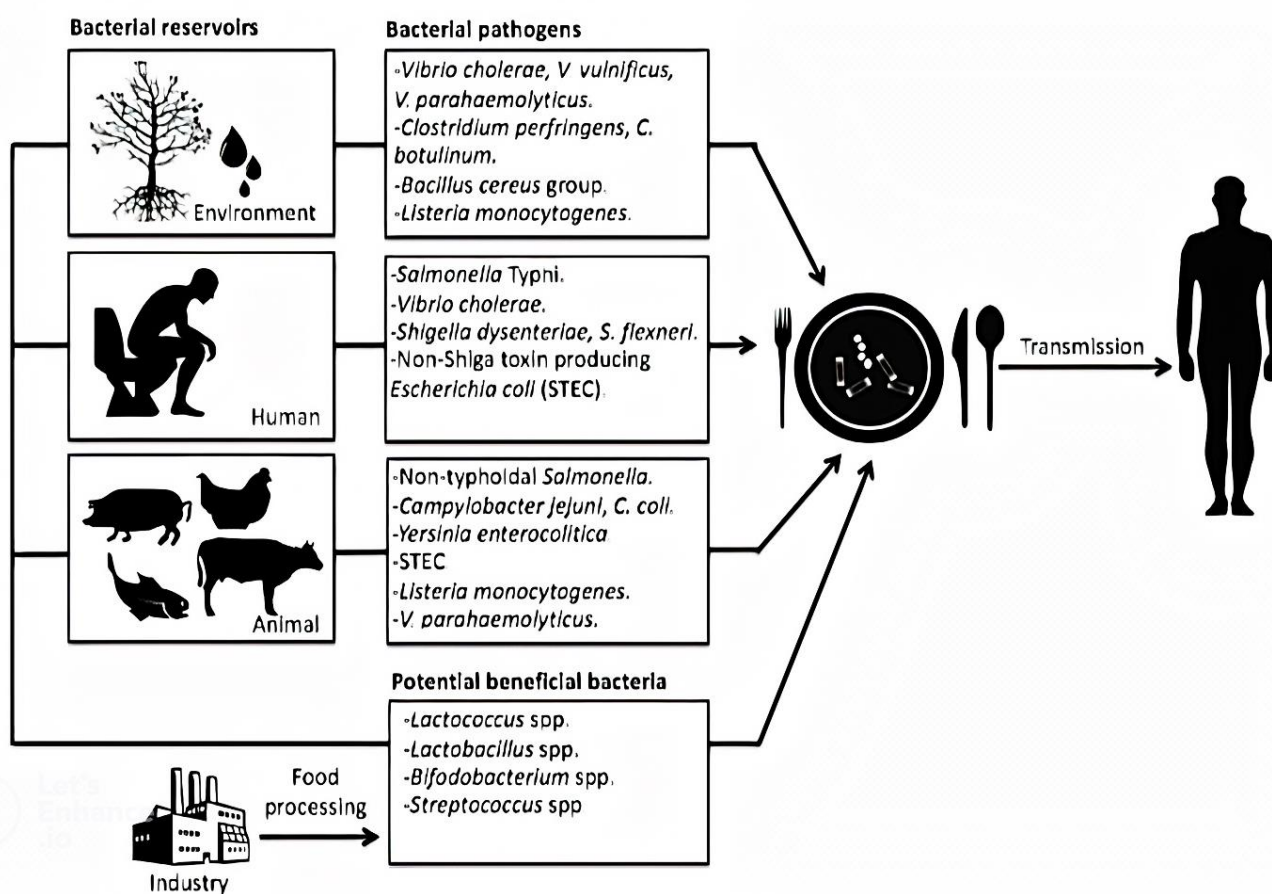 Bacterial reservoirs
Bacterial pathogens
Environment
-Vibrio cholerae, V vulnificus,
V. parahaemolyticus.
-Clostridium perfringens, C.
botulinum.
-Bacillus cereus group.
-Listeria monocytogenes.
Human
-Salmonella Typhi.
-Vibrio cholerae.
-Shigella dysenteriae, S. flexneri.
-Non-Shiga toxin producing
Escherichia coli (STEC).
Transmission
Animal
-Non-typhoidal Salmonella.
-Campylobacter jejuni, C. coli.
-Yersinia enterocolitica
-STEC
-Listeria monocytogenes.
-V. parahaemolyticus.
Potential beneficial bacteria
-Lactococcus spp.
-Lactobacillus spp.
-Bifodobacterium spp.
-Streptococcus spp
Food
processing
Industry
Let's
Enhance
.io